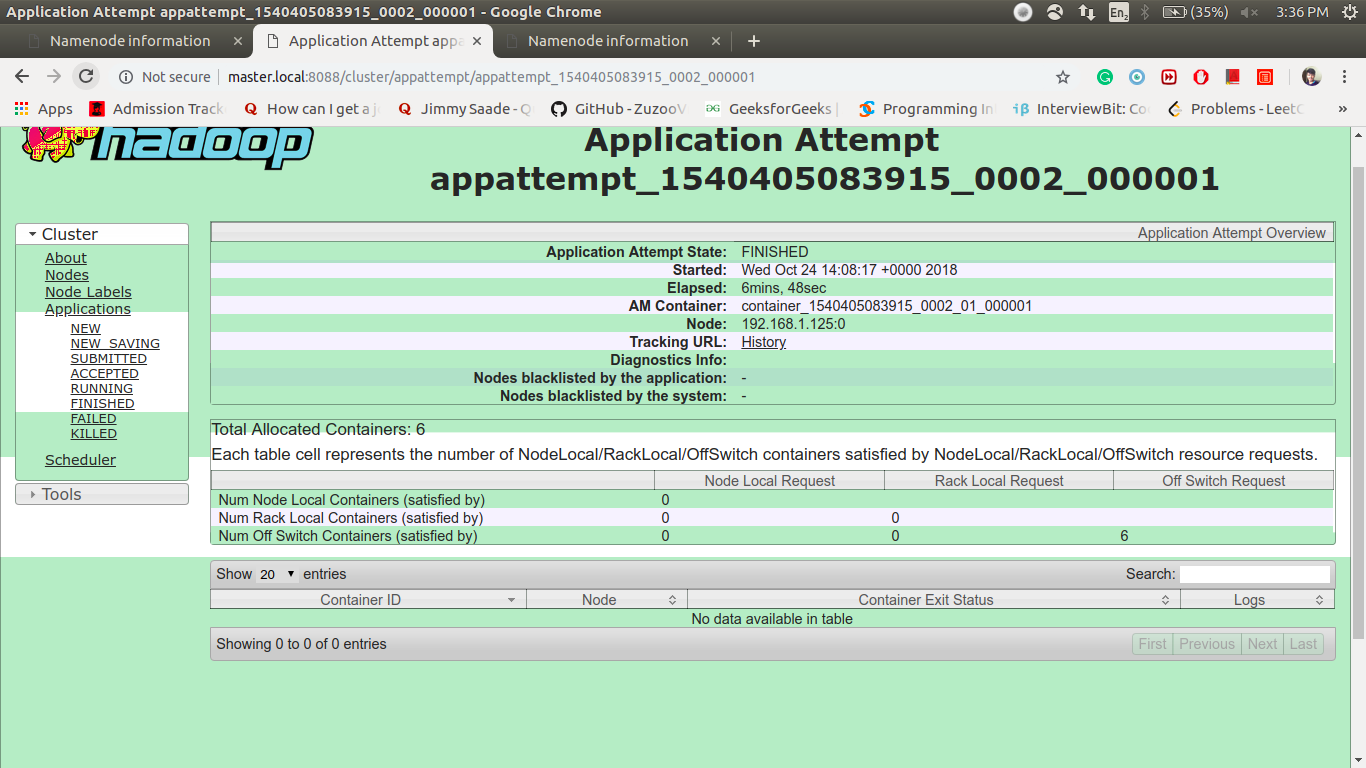 Application Attempt appattempt_1540405083915_0002_000001 - Google Chrome
En2
(35%)
3:36 PM
Namenode information
Application Attempt app
Namenode information
Not secure
master.local:8088/cluster/appattempt/appattempt_1540405083915_0002_000001
Apps
Admission Track
How can I get a j
Jimmy Saade - Q
GitHub - ZuzooV
GeeksforGeeks |
Programming In
InterviewBit: Co
Problems - LeetC
»
hadoop
Application Attempt
appattempt_1540405083915_0002_000001
Cluster
About
Nodes
Node Labels
Applications
NEW
NEW_SAVING
SUBMITTED
ACCEPTED
RUNNING
FINISHED
FAILED
KILLED
Scheduler
Tools
Application Attempt Overview
Application Attempt State: FINISHED
Started: Wed Oct 24 14:08:17 +0000 2018
Elapsed: 6mins, 48sec
AM Container: container_1540405083915_0002_01_000001
Node: 192.168.1.125:0
Tracking URL: History
Diagnostics Info:
Nodes blacklisted by the application: -
Nodes blacklisted by the system: -
Total Allocated Containers: 6
Each table cell represents the number of NodeLocal/RackLocal/OffSwitch containers satisfied by NodeLocal/RackLocal/OffSwitch resource requests.
Node Local Request Rack Local Request Off Switch Request
Num Node Local Containers (satisfied by) 0
Num Rack Local Containers (satisfied by) 0 0
Num Off Switch Containers (satisfied by) 0 0 6
Show 20 entries Search:
Container ID Node Container Exit Status Logs
No data available in table
Showing 0 to 0 of 0 entries First Previous Next Last